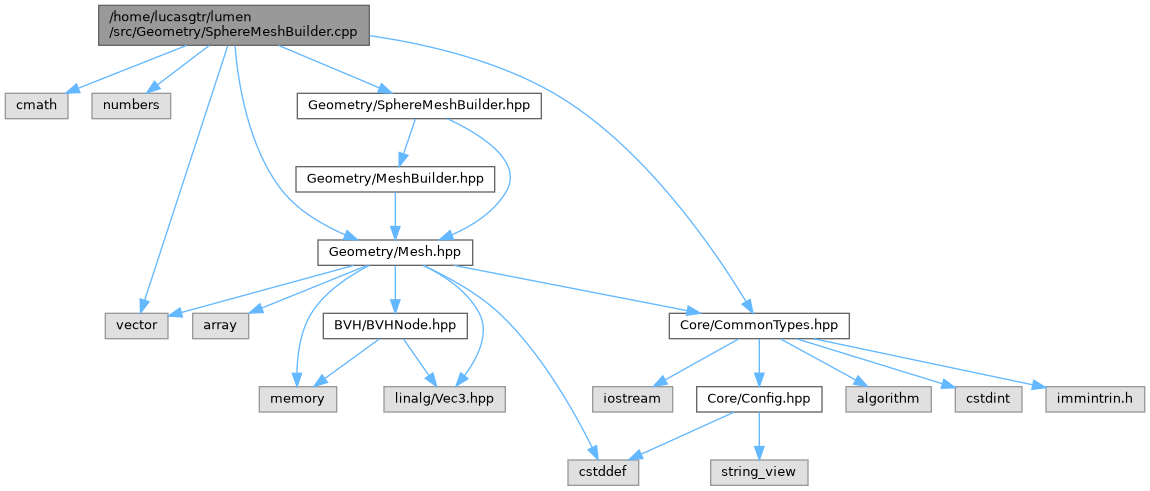 /home/lucasgtr/lumen
/src/Geometry/SphereMeshBuilder.cpp
cmath
numbers
Geometry/SphereMeshBuilder.hpp
Geometry/MeshBuilder.hpp
Geometry/Mesh.hpp
vector
array
BVH/BVHNode.hpp
Core/CommonTypes.hpp
memory
linalg/Vec3.hpp
iostream
Core/Config.hpp
algorithm
cstdint
immintrin.h
cstddef
string_view